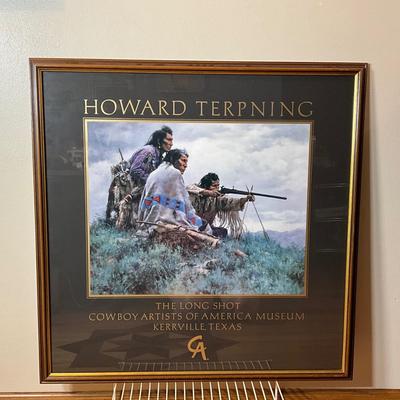 HOWARD TERPNING
THE LONG SHOT
COWBOY ARTISTS OF AMERICA MUSEUM
KERRVILLE, TEXAS
CA